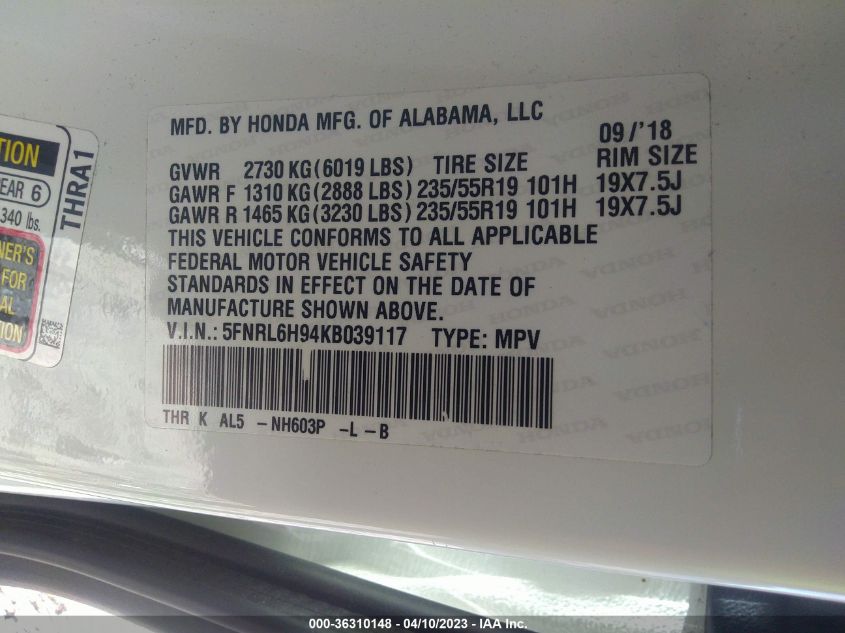 MFD. BY HONDA MFG. OF ALABAMA, LLC
09/'18
GVWR 2730 KG(6019 LBS) TIRE SIZE RIM SIZE
GAWR F 1310 KG(2888 LBS) 235/55R19 101H 19X7.5J
GAWR R 1465 KG(3230 LBS) 235/55R19 101H 19X7.5J
THIS VEHICLE CONFORMS TO ALL APPLICABLE
FEDERAL MOTOR VEHICLE SAFETY
STANDARDS IN EFFECT ON THE DATE OF
MANUFACTURE SHOWN ABOVE.
V.I.N.: 5FNRL6H94KB039117 TYPE: MPV
THR K AL5 -NH603P -L -B
TION
EAR 6
340 lbs.
NER'S
FOR
AL
TION
THRA1
000-36310148 - 04/10/2023 - IAA Inc.